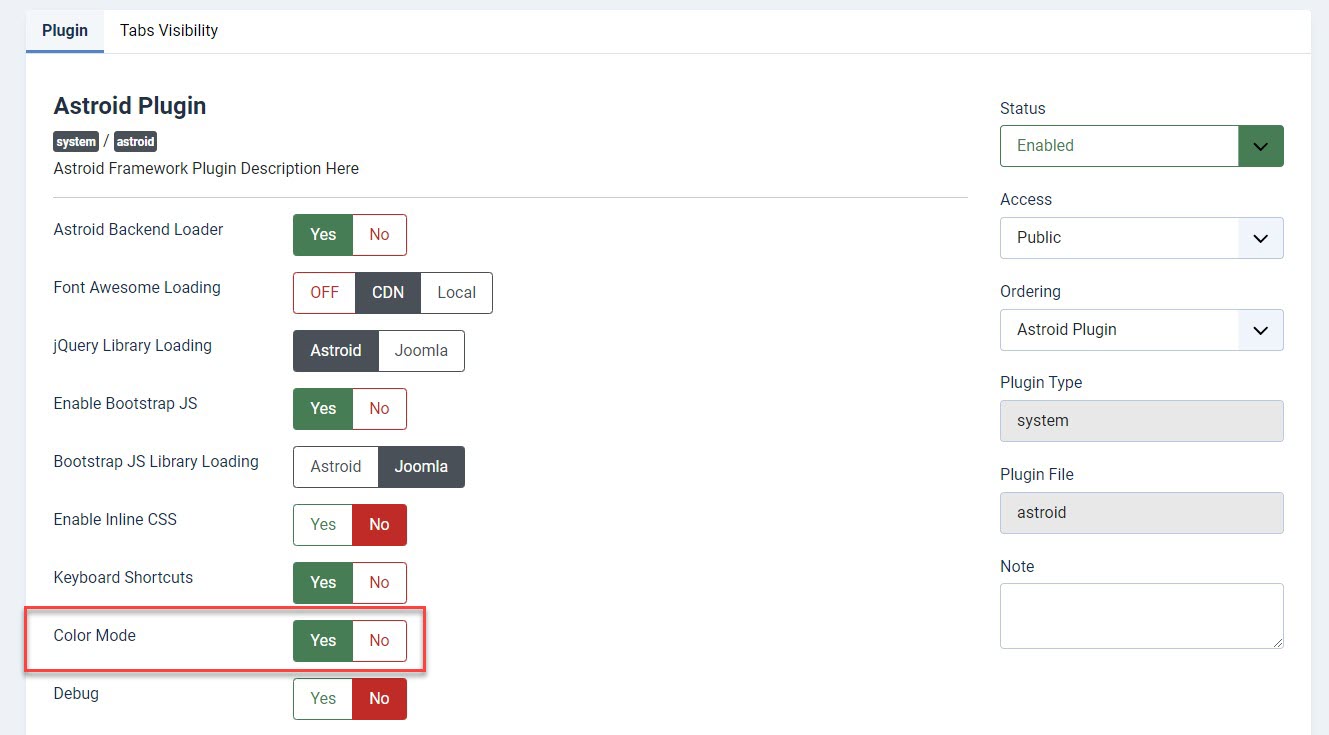 Plugin
Tabs Visibility
Astroid Plugin
system / astroid
Astroid Framework Plugin Description Here
Astroid Backend Loader
Yes No
Font Awesome Loading
OFF CDN Local
jQuery Library Loading
Astroid Joomla
Enable Bootstrap JS
Yes No
Bootstrap JS Library Loading
Astroid Joomla
Enable Inline CSS
Yes No
Keyboard Shortcuts
Yes No
Color Mode
Yes No
Debug
Yes No
Status
Enabled
Access
Public
Ordering
Astroid Plugin
Plugin Type
system
Plugin File
astroid
Note